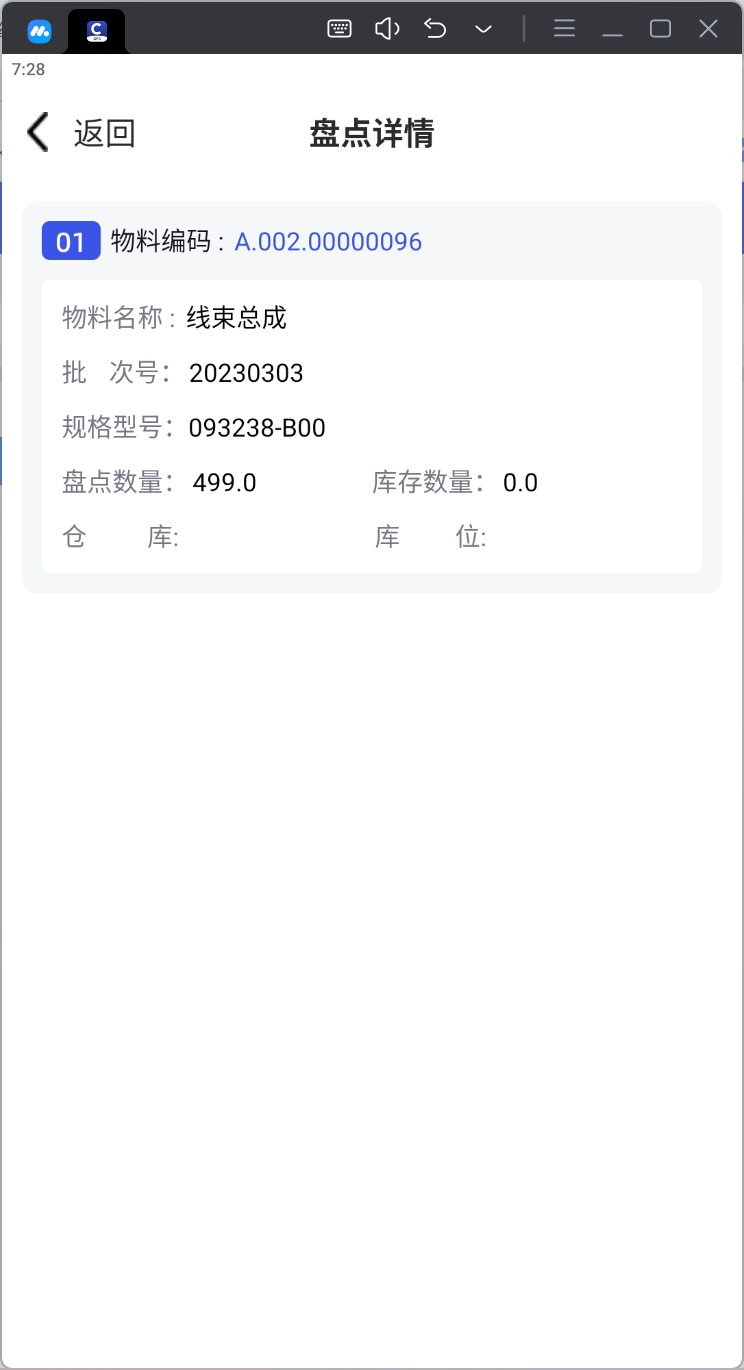 7:28
返回 盘点详情
01 物料编码 : A.002.00000096
物料名称 : 线束总成
批 次号： 20230303
规格型号： 093238-B00
盘点数量： 499.0 库存数量： 0.0
仓 库: 库 位: